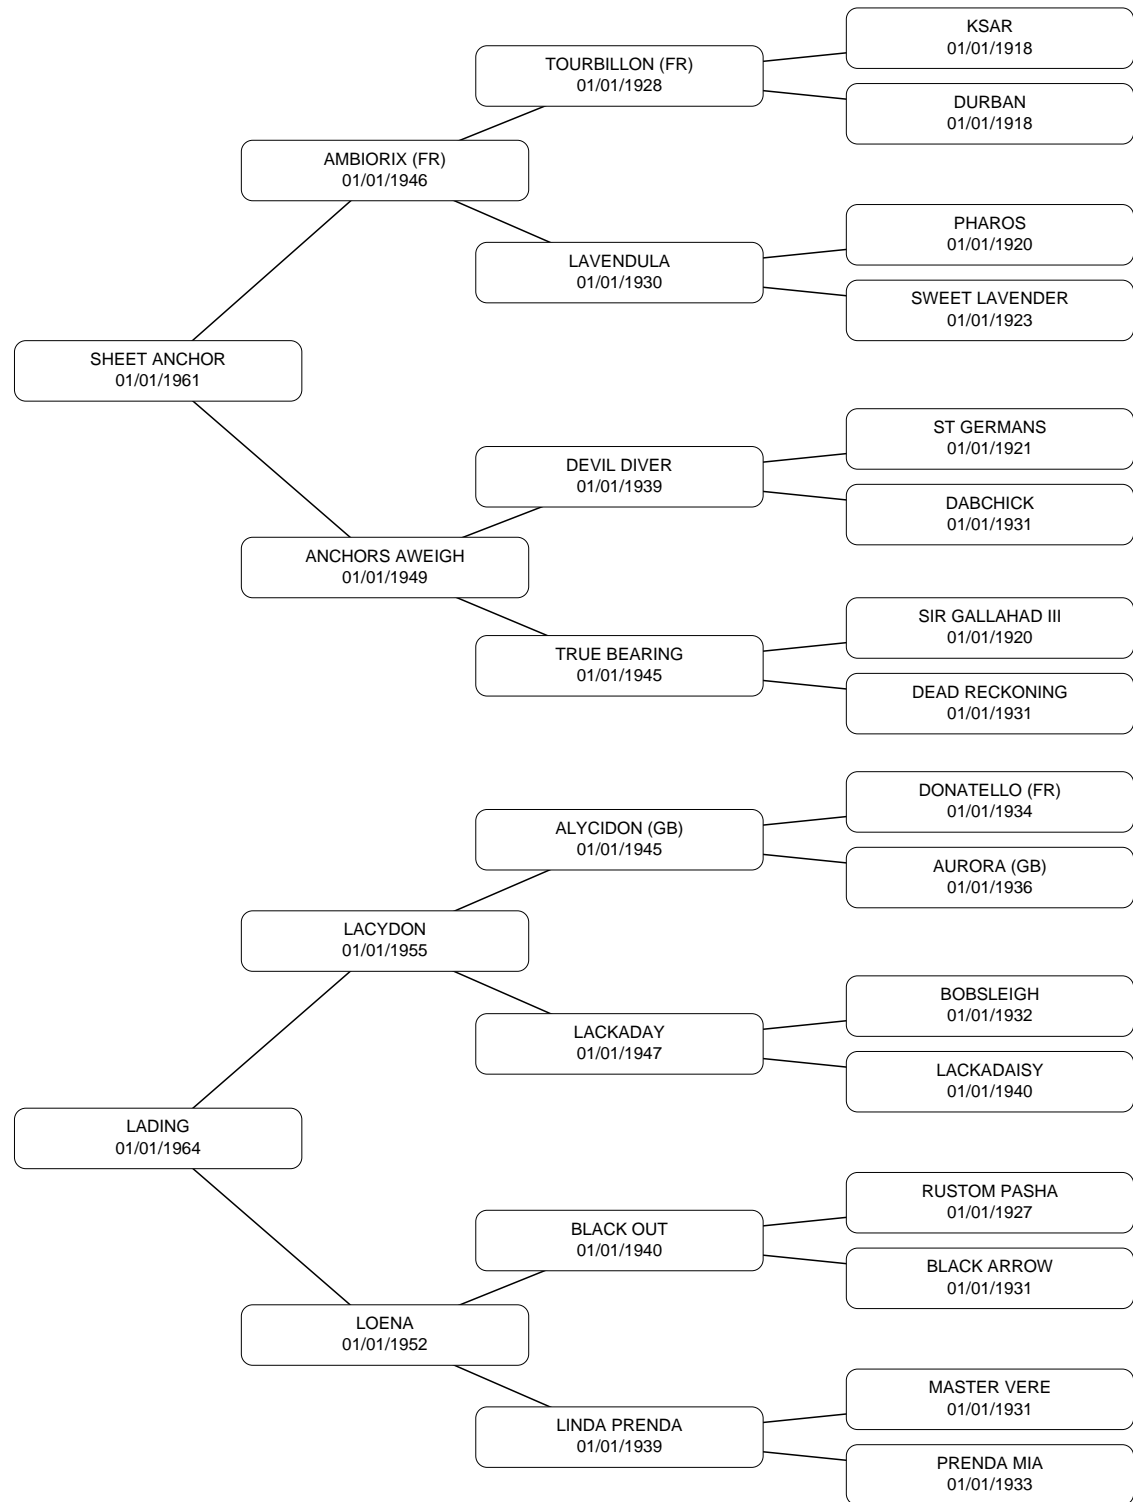 KSAR
01/01/1918
TOURBILLON (FR)
01/01/1928
DURBAN
01/01/1918
AMBIORIX (FR)
01/01/1946
PHAROS
01/01/1920
LAVENDULA
01/01/1930
SWEET LAVENDER
01/01/1923
SHEET ANCHOR
01/01/1961
ST GERMANS
01/01/1921
DEVIL DIVER
01/01/1939
DABCHICK
01/01/1931
ANCHORS AWEIGH
01/01/1949
SIR GALLAHAD III
01/01/1920
TRUE BEARING
01/01/1945
DEAD RECKONING
01/01/1931
DONATELLO (FR)
01/01/1934
ALYCIDON (GB)
01/01/1945
AURORA (GB)
01/01/1936
LACYDON
01/01/1955
BOBSLEIGH
01/01/1932
LACKADAY
01/01/1947
LACKADAISY
01/01/1940
LADING
01/01/1964
RUSTOM PASHA
01/01/1927
BLACK OUT
01/01/1940
BLACK ARROW
01/01/1931
LOENA
01/01/1952
MASTER VERE
01/01/1931
LINDA PRENDA
01/01/1939
PRENDA MIA
01/01/1933